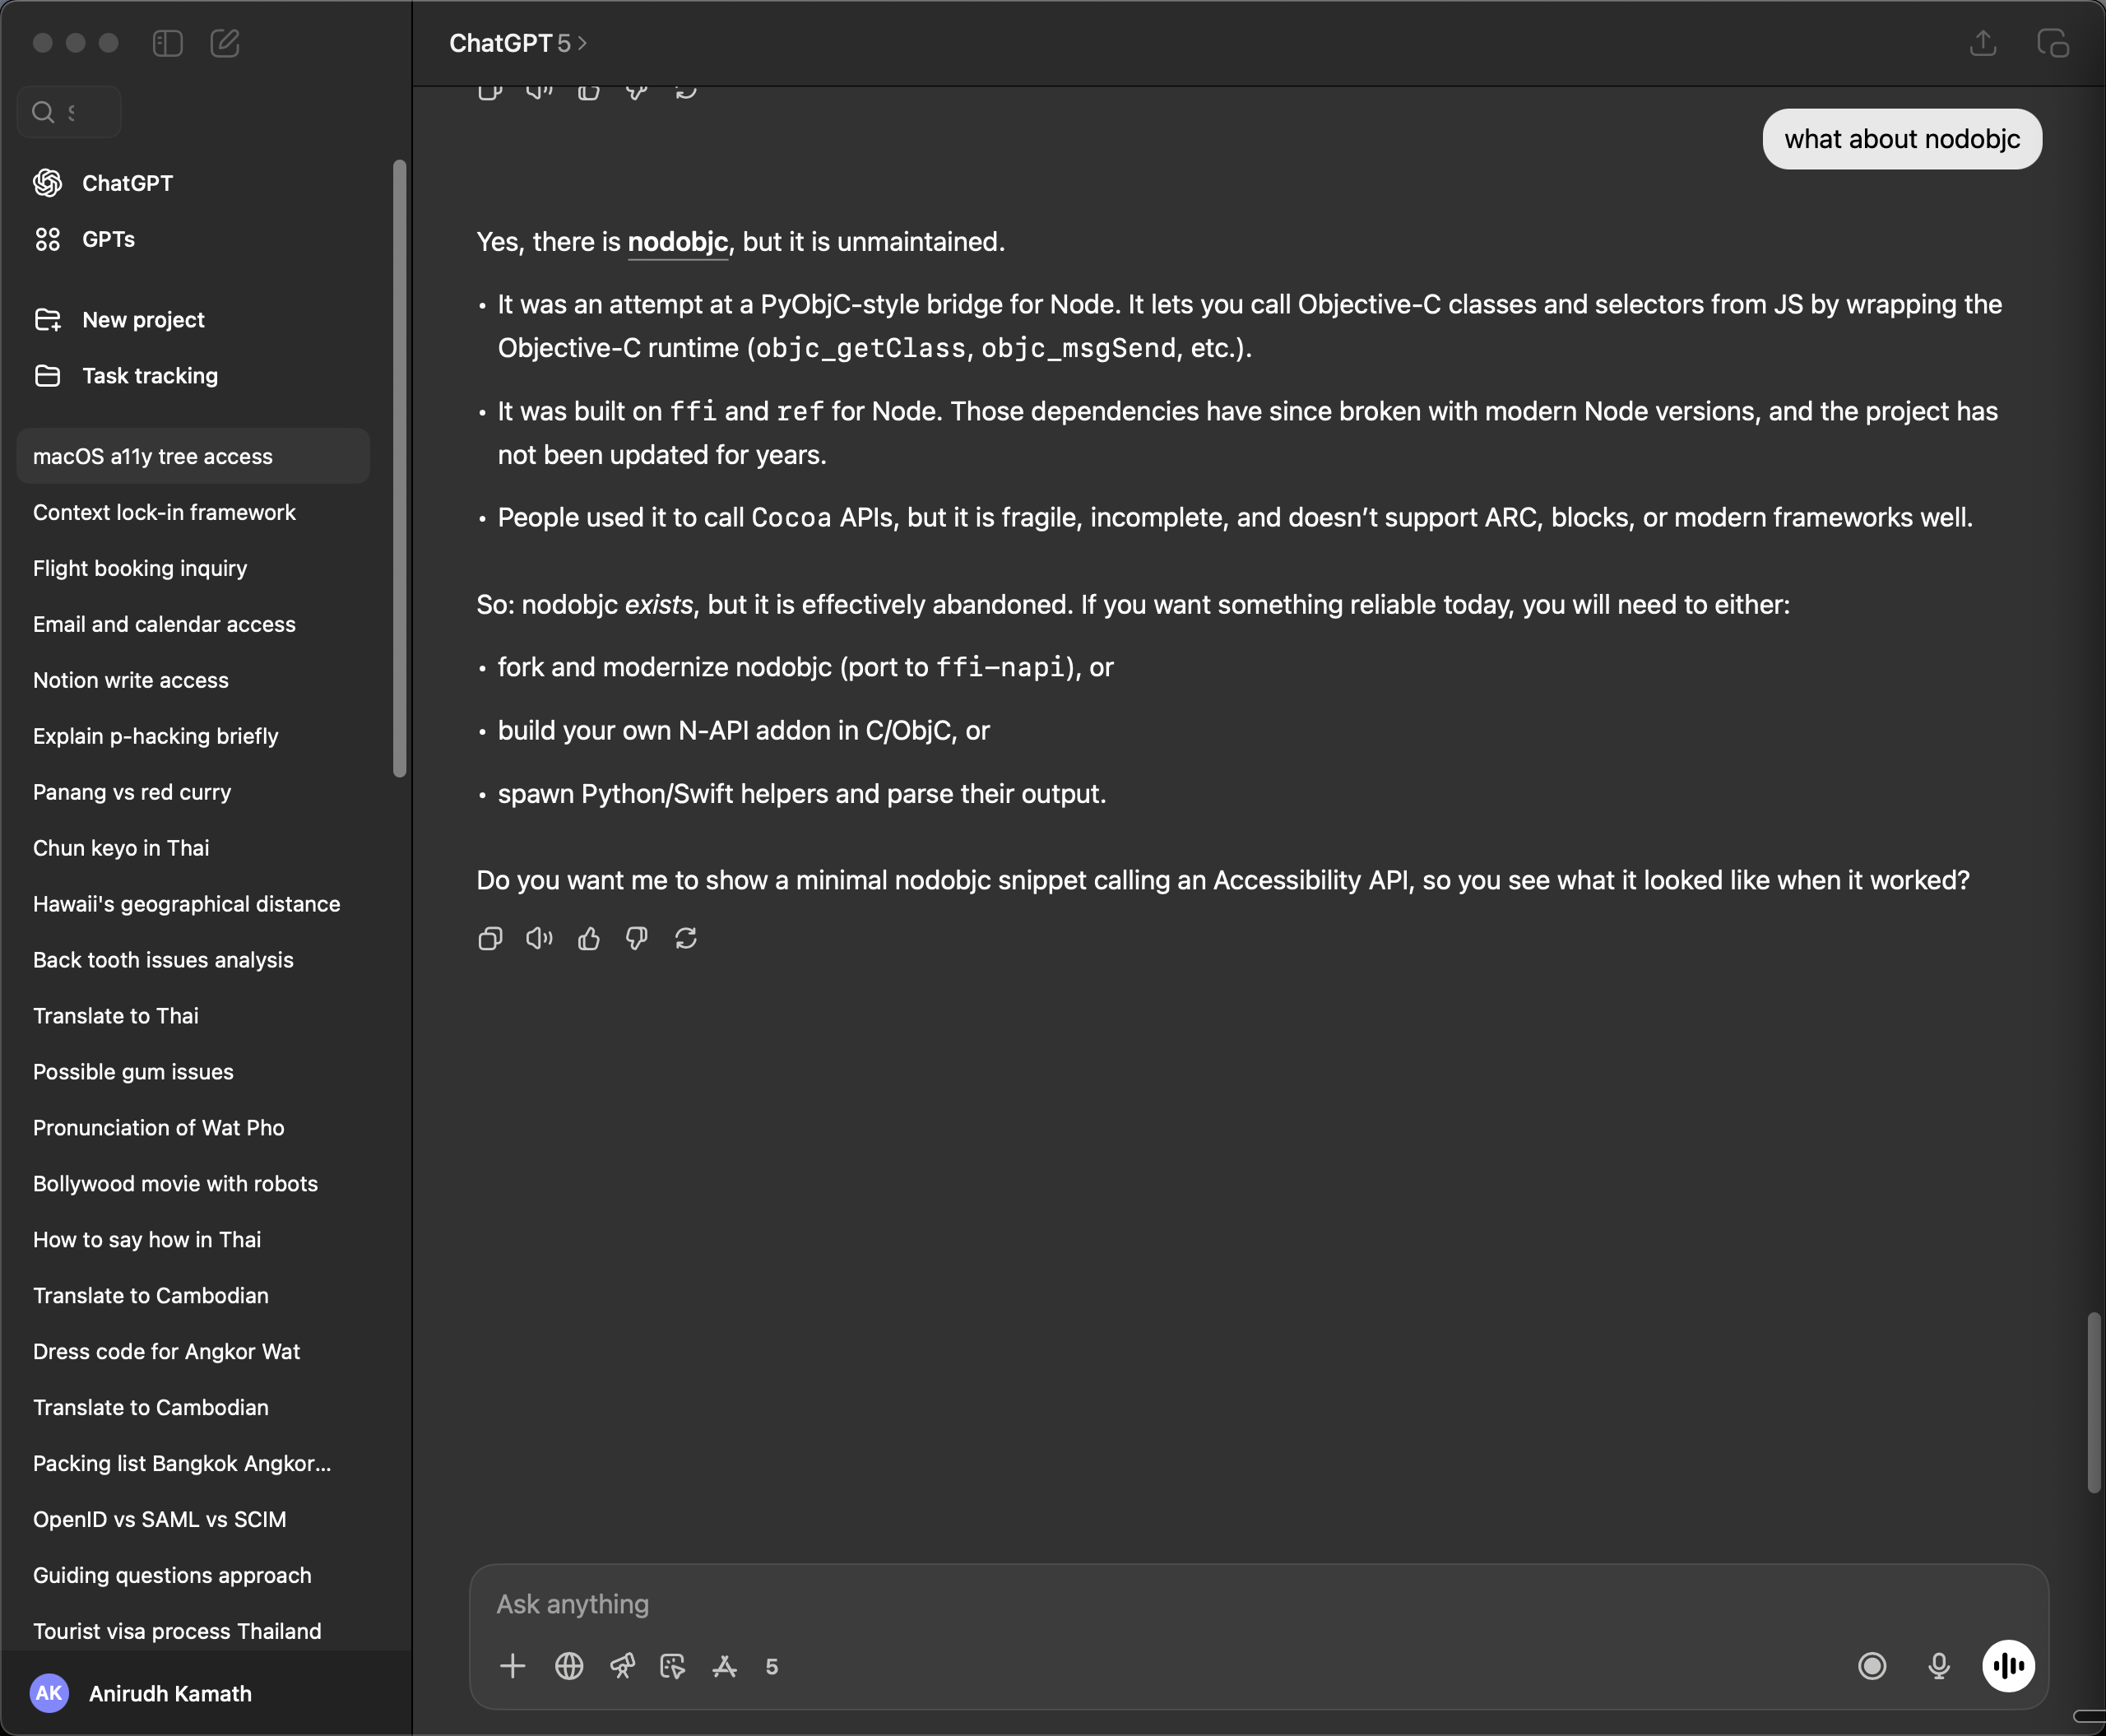 ChatGPT
GPTs
New project
Task tracking
macOS a11y tree access
Context lock-in framework
Flight booking inquiry
Email and calendar access
Notion write access
Explain p-hacking briefly
Panang vs red curry
Chun keyo in Thai
Hawaii's geographical distance
Back tooth issues analysis
Translate to Thai
Possible gum issues
Pronunciation of Wat Pho
Bollywood movie with robots
How to say how in Thai
Translate to Cambodian
Dress code for Angkor Wat
Translate to Cambodian
Packing list Bangkok Angkor...
OpenID vs SAML vs SCIM
Guiding questions approach
Tourist visa process Thailand
AK Anirudh Kamath
ChatGPT 5 >
what about nodobjc
Yes, there is nodobjc, but it is unmaintained.
• It was an attempt at a PyObjC-style bridge for Node. It lets you call Objective-C classes and selectors from JS by wrapping the
Objective-C runtime (objc_getClass, objc_msgSend, etc.).
• It was built on ffi and ref for Node. Those dependencies have since broken with modern Node versions, and the project has
not been updated for years.
• People used it to call Cocoa APIs, but it is fragile, incomplete, and doesn’t support ARC, blocks, or modern frameworks well.
So: nodobjc exists, but it is effectively abandoned. If you want something reliable today, you will need to either:
• fork and modernize nodobjc (port to ffi-napi), or
• build your own N-API addon in C/ObjC, or
• spawn Python/Swift helpers and parse their output.
Do you want me to show a minimal nodobjc snippet calling an Accessibility API, so you see what it looked like when it worked?
Ask anything
5